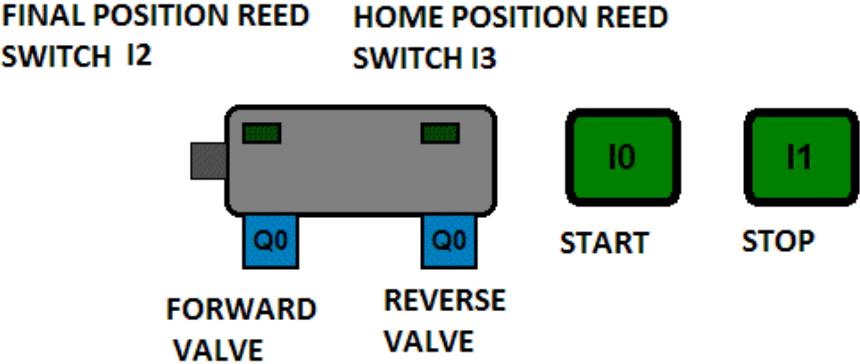 FINAL POSITION REED
SWITCH I2
HOME POSITION REED
SWITCH I3
I0
I1
Q0
Q0
START
STOP
FORWARD
VALVE
REVERSE
VALVE